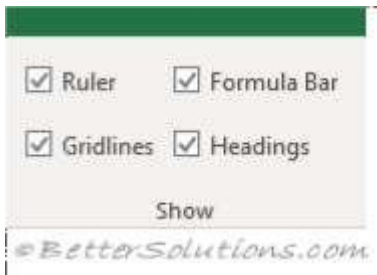 Ruler Formula Bar
Gridlines Headings
Show
©BetterSolutions.com